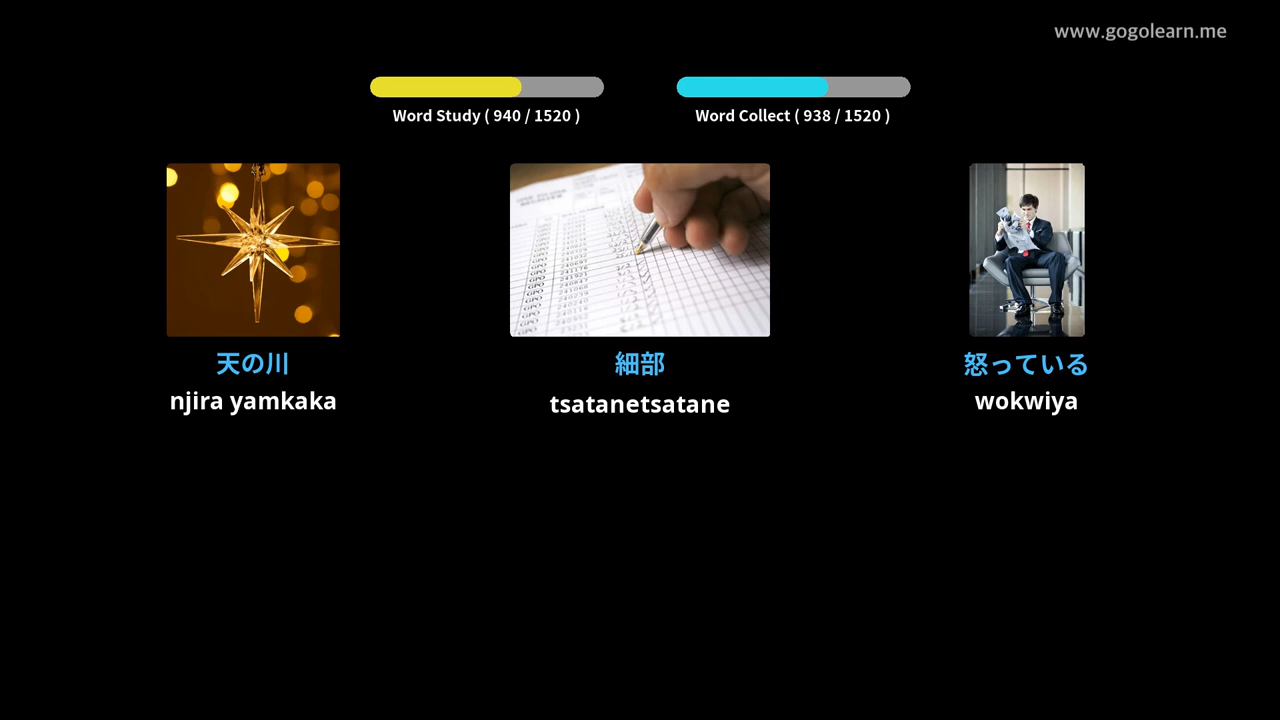 www.gogolearn.me
Word Study ( 940 / 1520 )
Word Collect ( 938 / 1520 )
天の川
njira yamkaka
細部
tsatanetsatane
怒っている
wokwiya